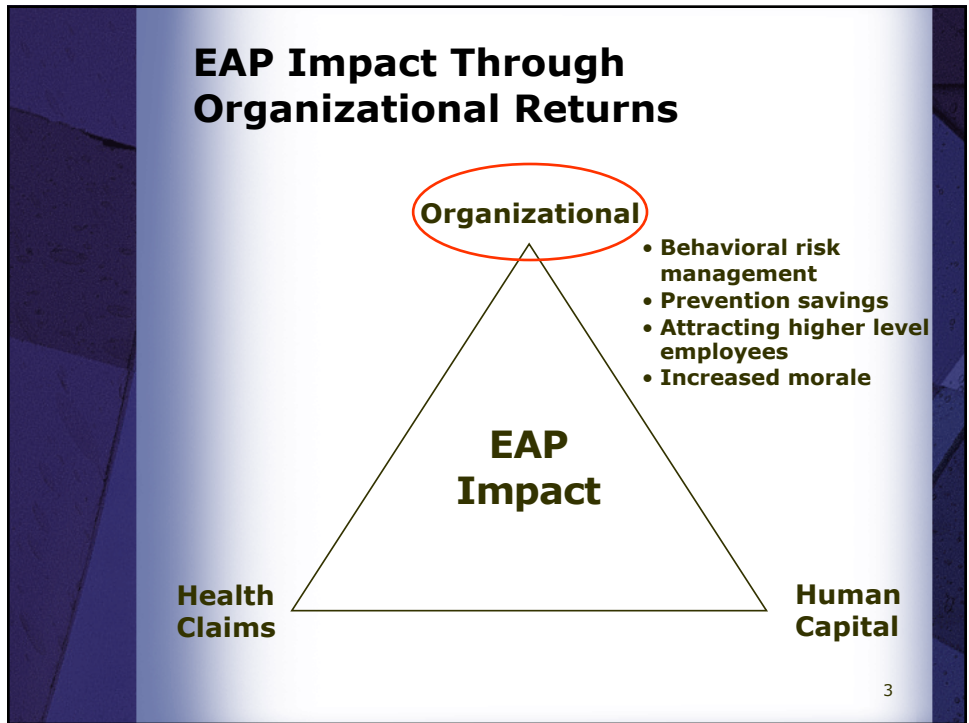 EAP Impact Through
Organizational Returns
Organizational
• Behavioral risk
management
• Prevention savings
• Attracting higher level
employees
• Increased morale
EAP
Impact
Health
Claims
Human
Capital
3